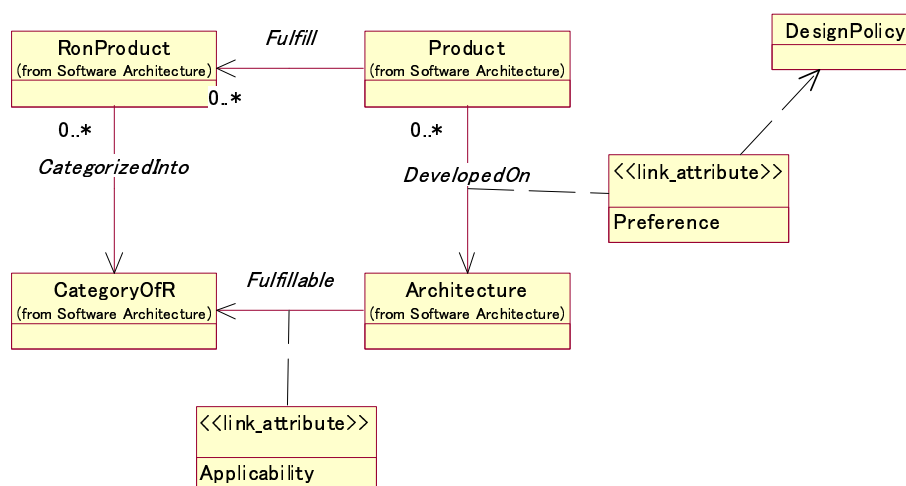 Fulfill
DesignPolicy
RonProduct
(from Software Architecture)
Product
(from Software Architecture)
0..*
0..*
0..*
CategorizedInto
DevelopedOn
<<link_attribute>>
Preference
Fulfillable
CategoryOfR
(from Software Architecture)
Architecture
(from Software Architecture)
<<link_attribute>>
Applicability